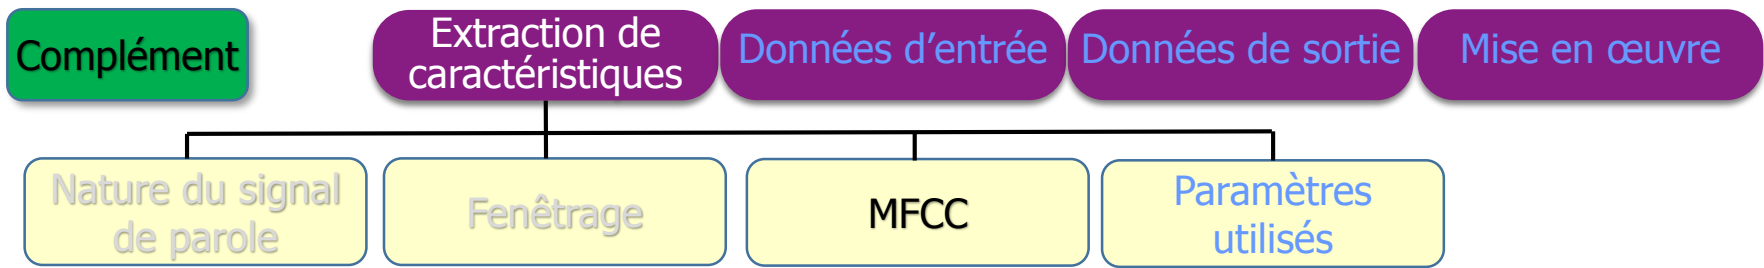 Complément
Extraction de
caractéristiques
Données d’entrée
Données de sortie
Mise en œuvre
Nature du signal
de parole
Fenêtrage
MFCC
Paramètres
utilisés